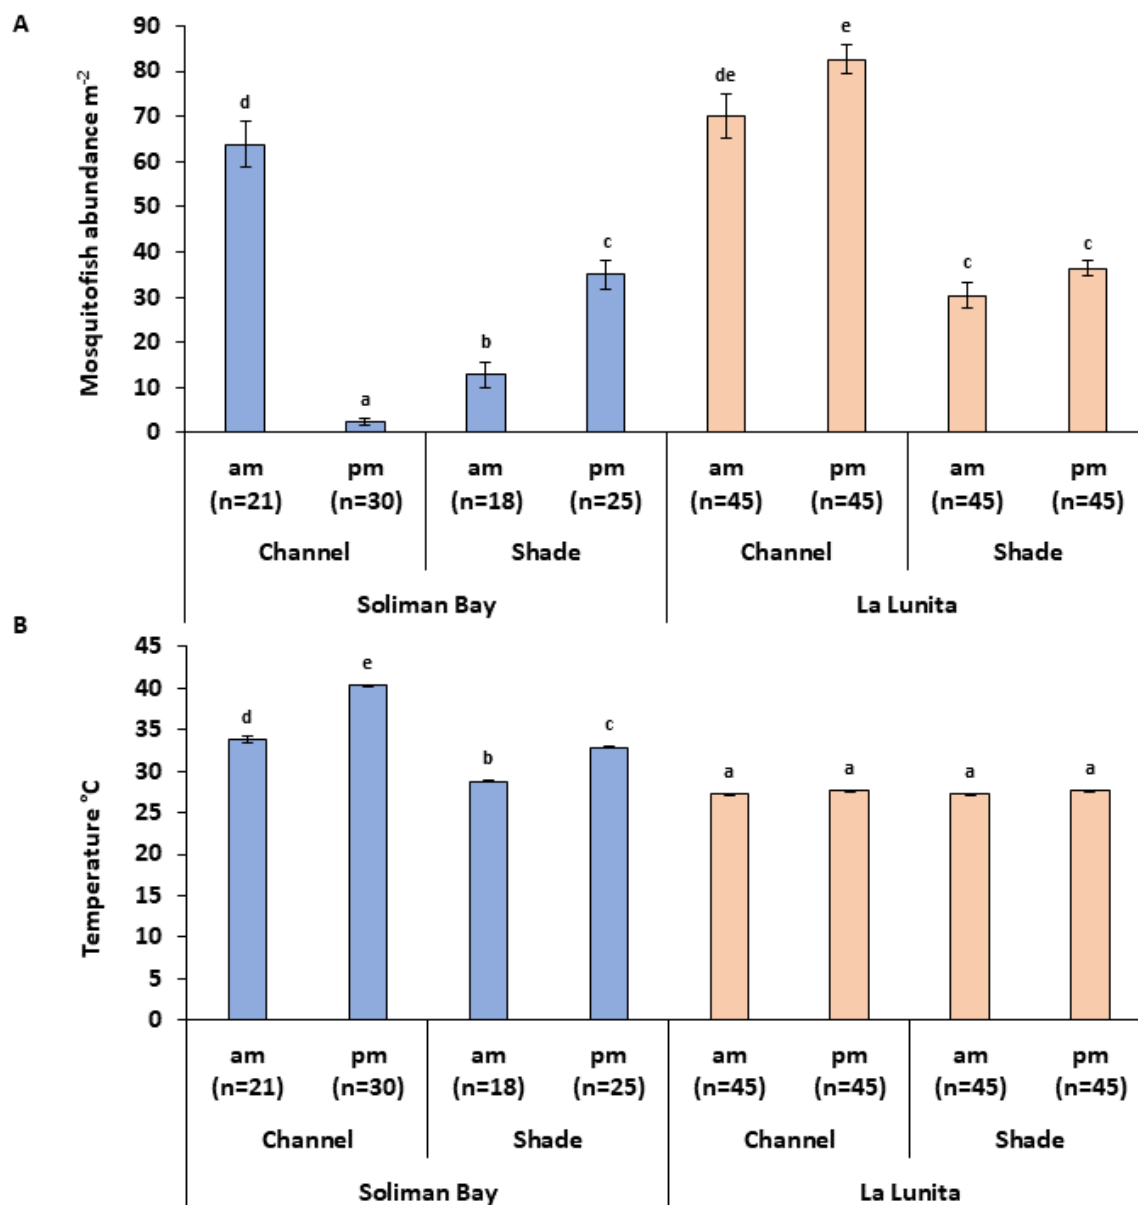 A
Mosquitofish abundance m-2
90
80
70
60
50
40
30
20
10
0
d
a
b
c
de
e
c
c
am pm am pm am pm am pm
(n=21) (n=30) (n=18) (n=25) (n=45) (n=45) (n=45) (n=45)
Channel Shade Channel Shade
Soliman Bay La Lunita
B
Temperature °C
45
40
35
30
25
20
15
10
5
0
d
e
b
c
a
a
a
a
am pm am pm am pm am pm
(n=21) (n=30) (n=18) (n=25) (n=45) (n=45) (n=45) (n=45)
Channel Shade Channel Shade
Soliman Bay La Lunita